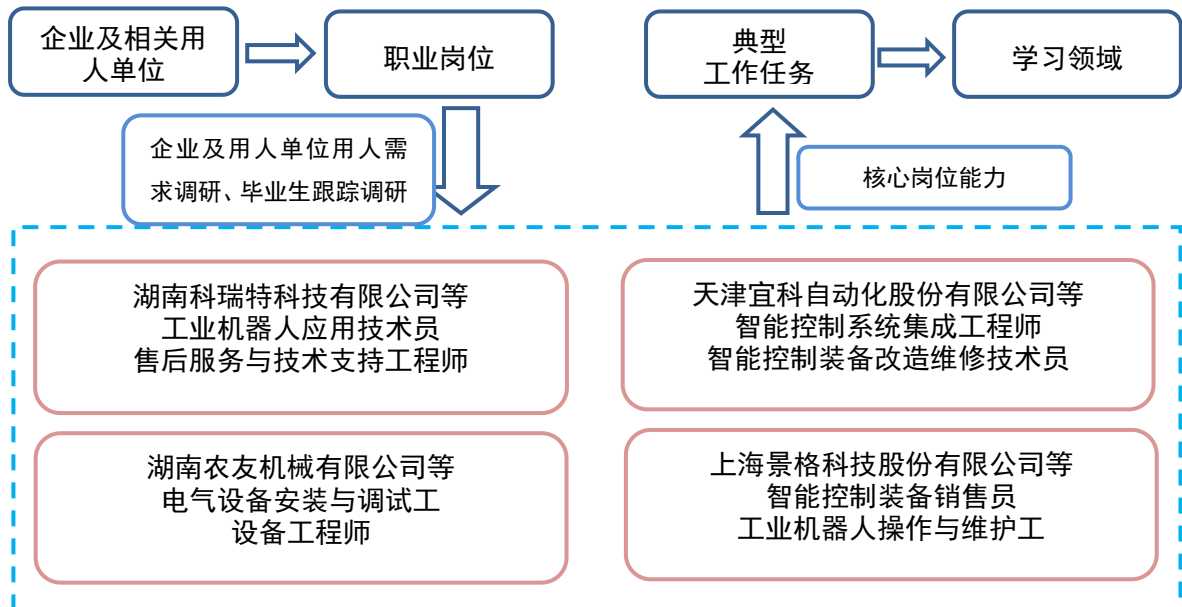 企业及相关用
人单位
职业岗位
典型
工作任务
学习领域
企业及用人单位用人需
求调研、毕业生跟踪调研
核心岗位能力
湖南科瑞特科技有限公司等
工业机器人应用技术员
售后服务与技术支持工程师
天津宜科自动化股份有限公司等
智能控制系统集成工程师
智能控制装备改造维修技术员
湖南农友机械有限公司等
电气设备安装与调试工
设备工程师
上海景格科技股份有限公司等
智能控制装备销售员
工业机器人操作与维护工